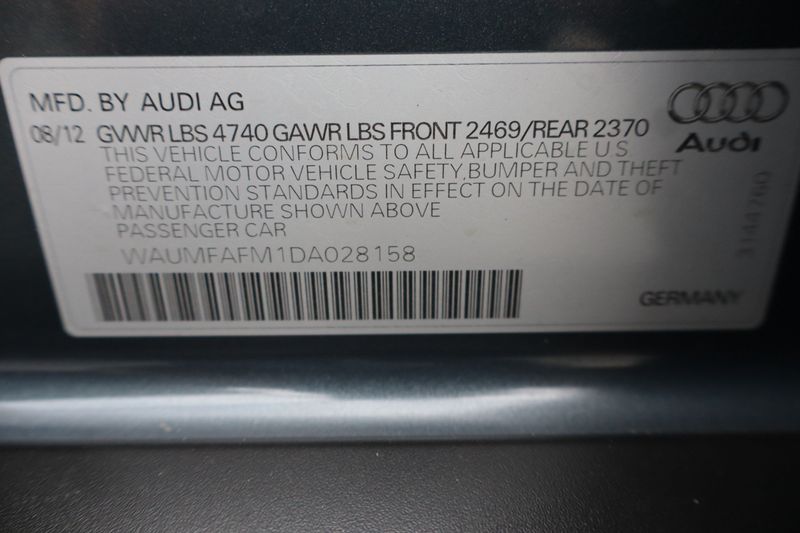 MFD. BY AUDI AG
08/12 GVWR LBS 4740 GAWR LBS FRONT 2469/REAR 2370
THIS VEHICLE CONFORMS TO ALL APPLICABLE U S
FEDERAL MOTOR VEHICLE SAFETY,BUMPER AND THEFT
PREVENTION STANDARDS IN EFFECT ON THE DATE OF
MANUFACTURE SHOWN ABOVE
PASSENGER CAR
WAUMFAFM1DA028158
Audi
3144760
GERMANY